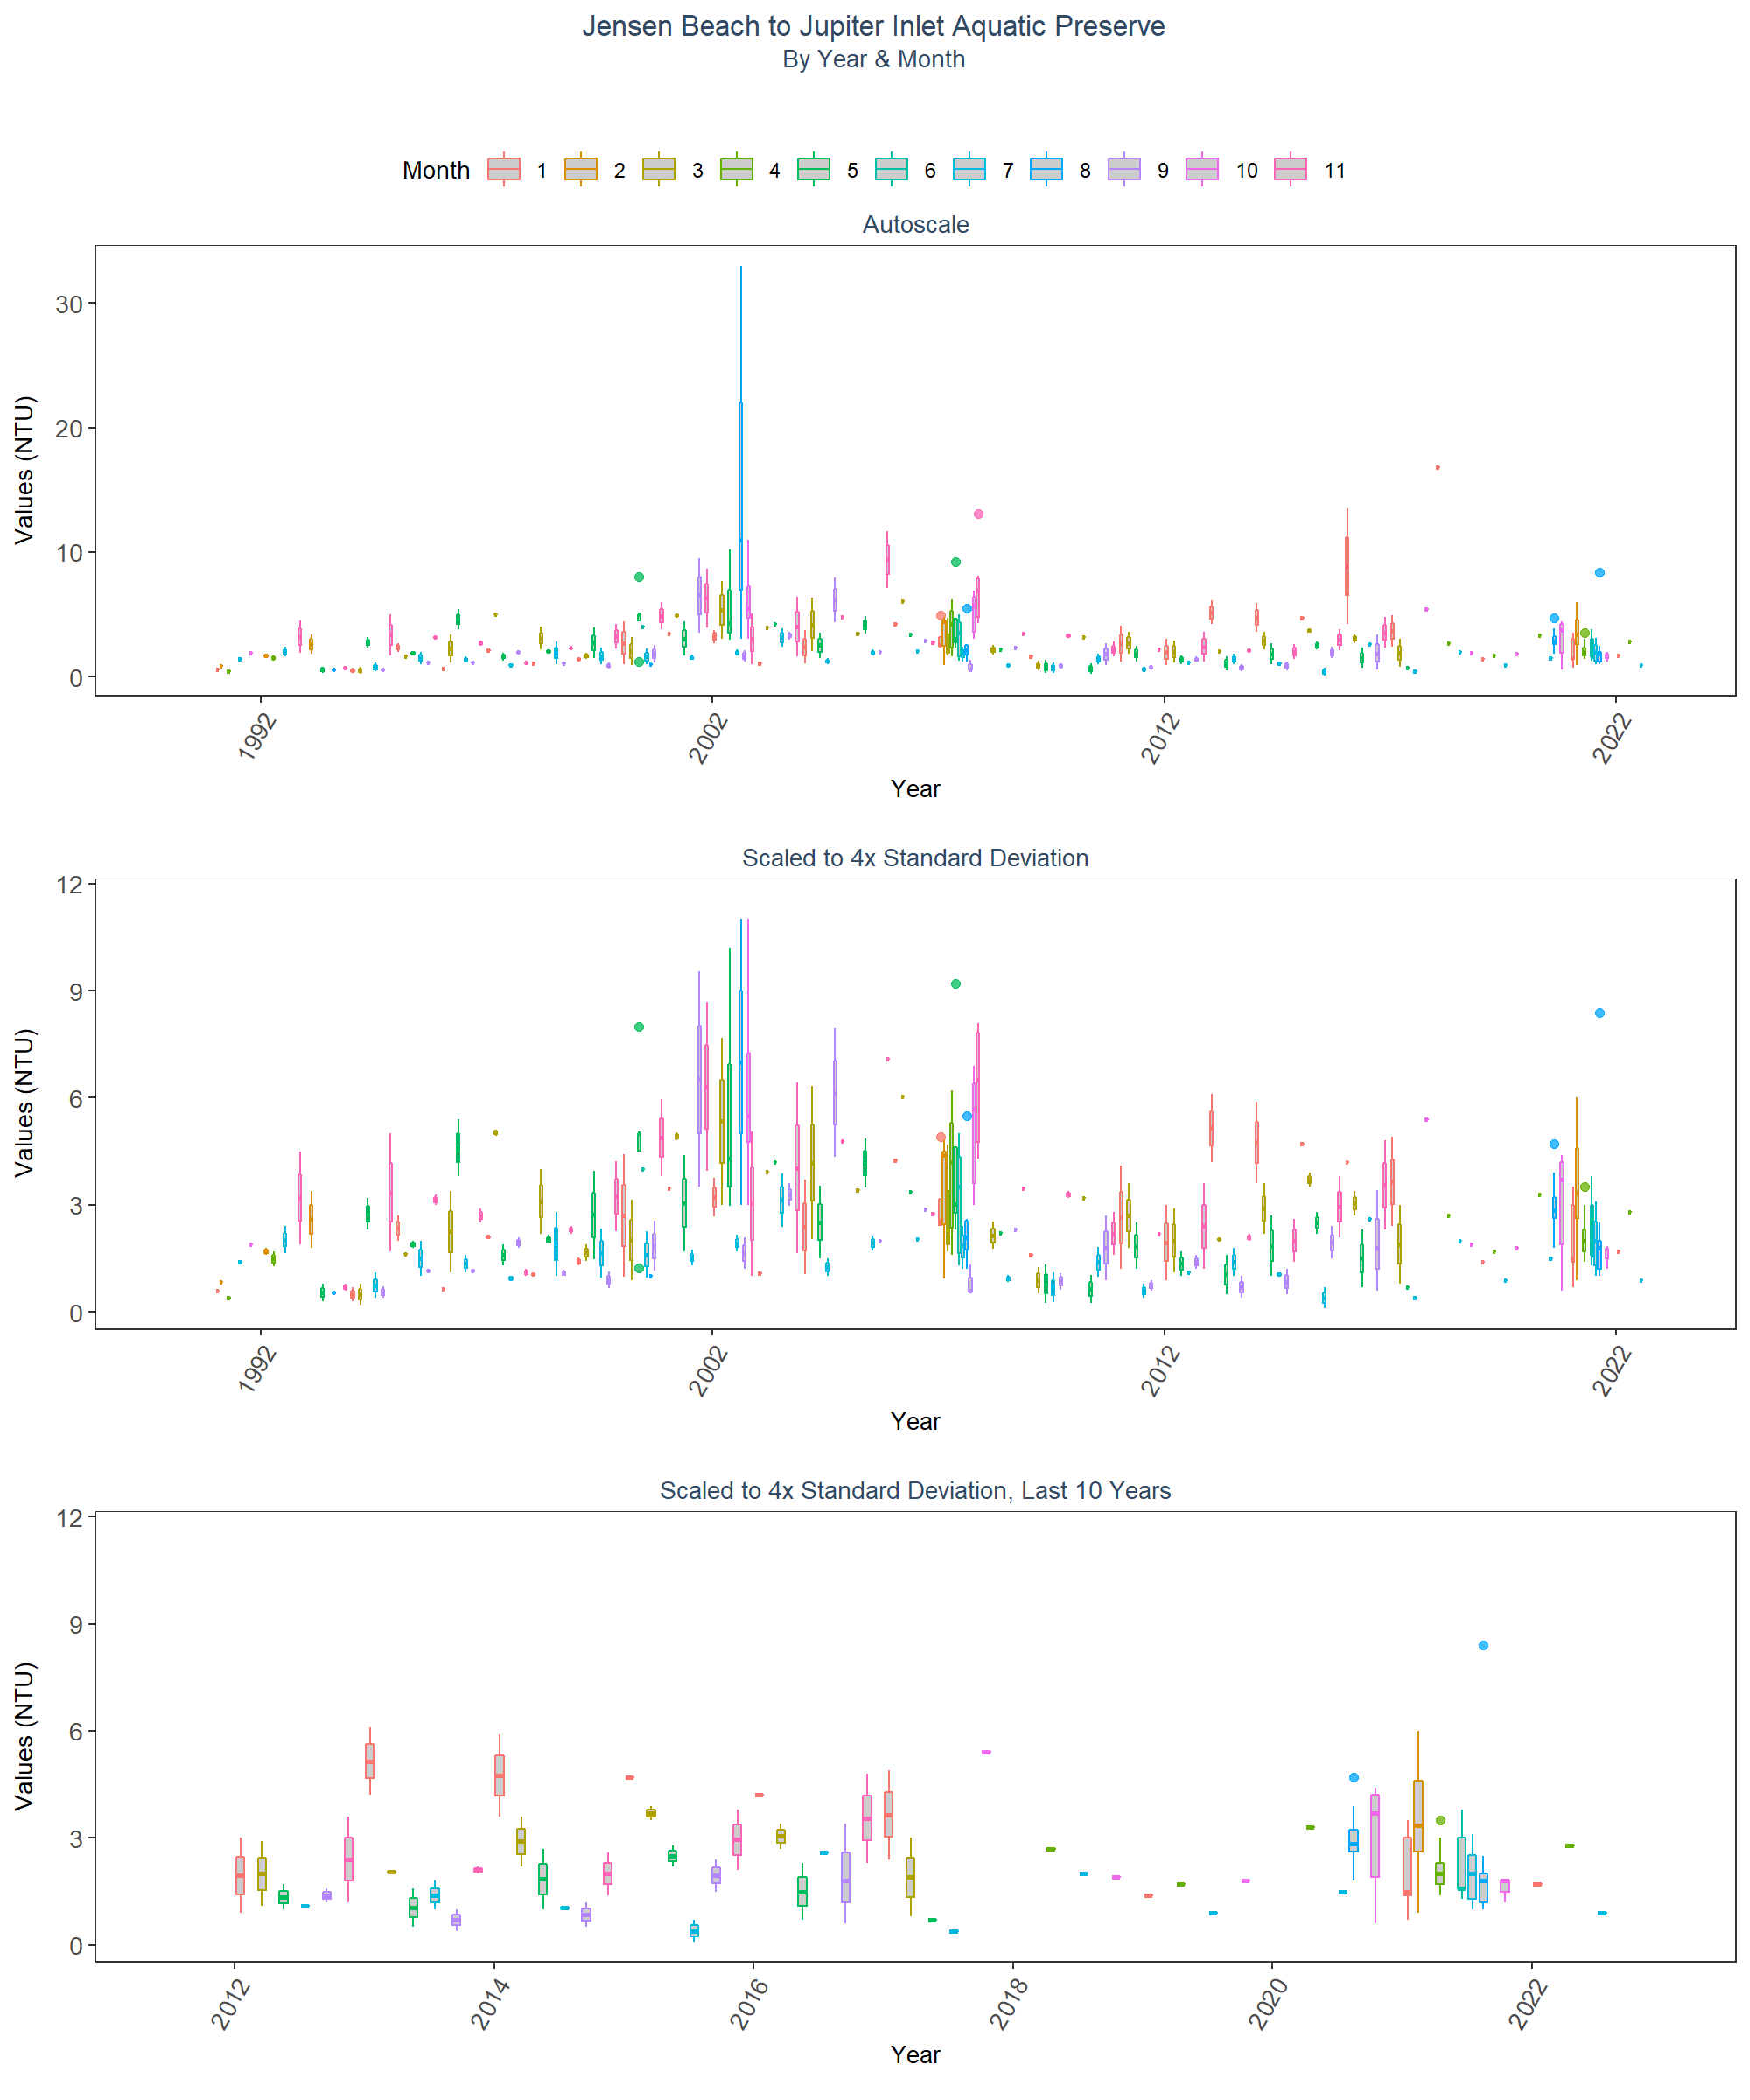 Jensen Beach to Jupiter Inlet Aquatic Preserve
By Year & Month
Month 1 2 3 4 5 6 7 8 9 10 11
Autoscale
Values (NTU)
30
20
10
0
1992 2002 2012 2022
Year
Scaled to 4x Standard Deviation
Values (NTU)
12
9
6
3
0
1992 2002 2012 2022
Year
Scaled to 4x Standard Deviation, Last 10 Years
Values (NTU)
12
9
6
3
0
2012 2014 2016 2018 2020 2022
Year